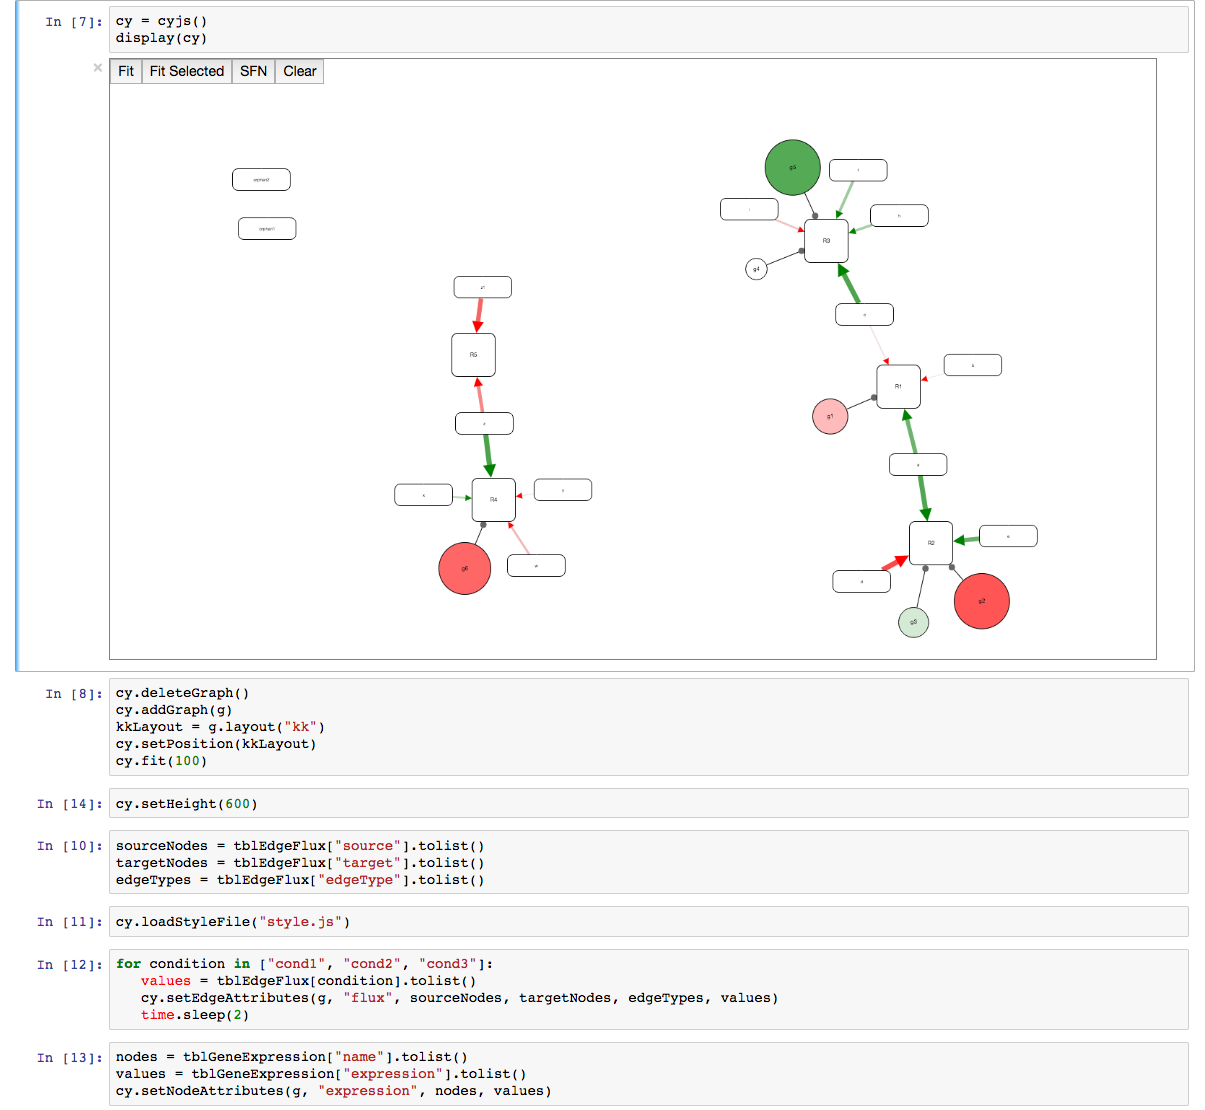 In [7]:
cy = cyjs()
display(cy)
×
Fit
Fit Selected
SFN
Clear
g5
R3
g4
R5
R1
g1
R4
R2
g6
g3
g2
In [8]:
cy.deleteGraph()
cy.addGraph(g)
kkLayout = g.layout("kk")
cy.setPosition(kkLayout)
cy.fit(100)
In [14]:
cy.setHeight(600)
In [10]:
sourceNodes = tblEdgeFlux["source"].tolist()
targetNodes = tblEdgeFlux["target"].tolist()
edgeTypes = tblEdgeFlux["edgeType"].tolist()
In [11]:
cy.loadStyleFile("style.js")
In [12]:
for condition in ["cond1", "cond2", "cond3"]:
values = tblEdgeFlux[condition].tolist()
cy.setEdgeAttributes(g, "flux", sourceNodes, targetNodes, edgeTypes, values)
time.sleep(2)
In [13]:
nodes = tblGeneExpression["name"].tolist()
values = tblGeneExpression["expression"].tolist()
cy.setNodeAttributes(g, "expression", nodes, values)